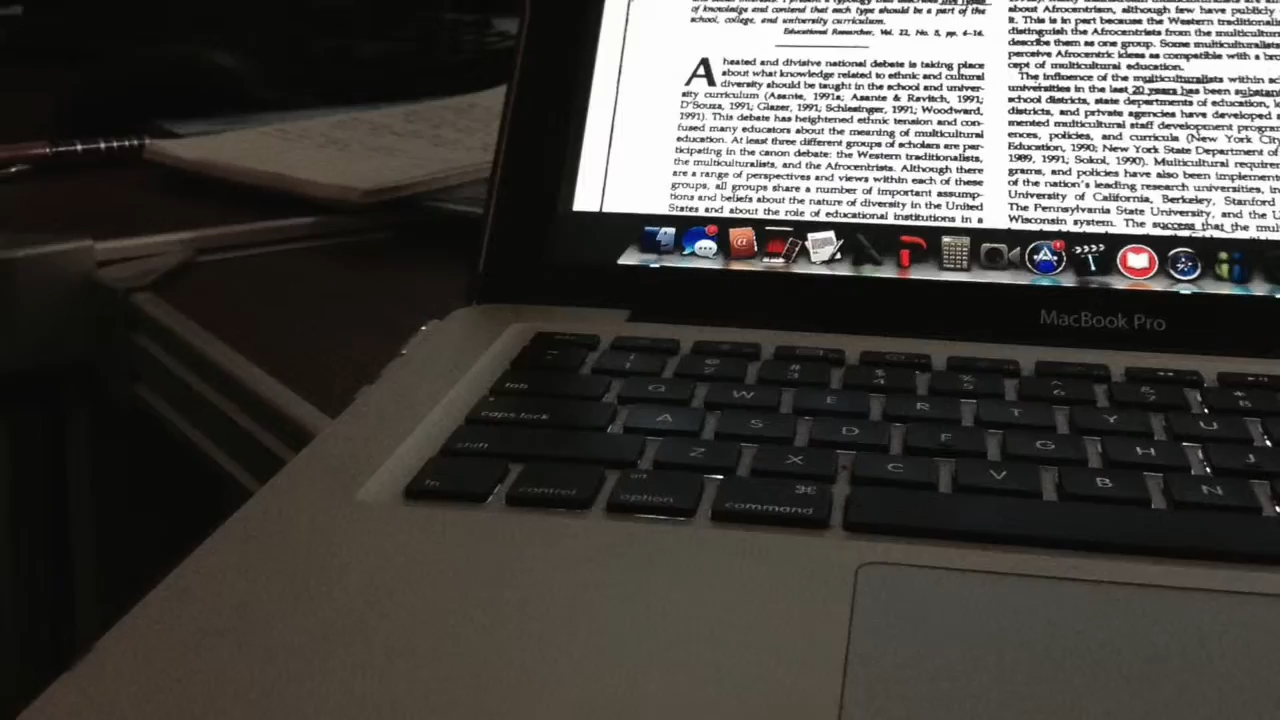 of knowledge and contend that each type should be a part of the
school, college, and university curriculum.
Educational Researcher, Vol. 22, No. 5, pp. 4–14.
A heated and divisive national debate is taking place
about what knowledge related to ethnic and cultural
diversity should be taught in the school and univer-
sity curriculum (Asante, 1991a; Asante & Ravitch, 1991;
D'Souza, 1991; Glazer, 1991; Schlesinger, 1991; Woodward,
1991). This debate has heightened ethnic tension and con-
fused many educators about the meaning of multicultural
education. At least three different groups of scholars are par-
ticipating in the canon debate: the Western traditionalists,
the multiculturalists, and the Afrocentrists. Although there
are a range of perspectives and views within each of these
groups, all groups share a number of important assump-
tions and beliefs about the nature of diversity in the United
States and about the role of educational institutions in a
about Afrocentrism, although few have publicly
it. This is in part because the Western traditionali
distinguish the Afrocentrists from the multicultur
describe them as one group. Some multiculturalists
perceive Afrocentric ideas as compatible with a bro
cept of multicultural education.
The influence of the multiculturalists within sc
universities in the last 20 years has been substan
school districts, state departments of education, l
districts, and private agencies have developed a
mented multicultural staff development program
ences, policies, and curricula (New York City
Education, 1990; New York State Department of
1989, 1991; Sokol, 1990). Multicultural require
grams, and policies have also been implement
of the nation's leading research universities, in
University of California, Berkeley, Stanford
The Pennsylvania State University, and the U
Wisconsin system. The success that the mul
MacBook Pro
tab Q W E R T Y U
caps lock A S D F G H J
shift Z X C V B N
fn control alt option ⌘ command